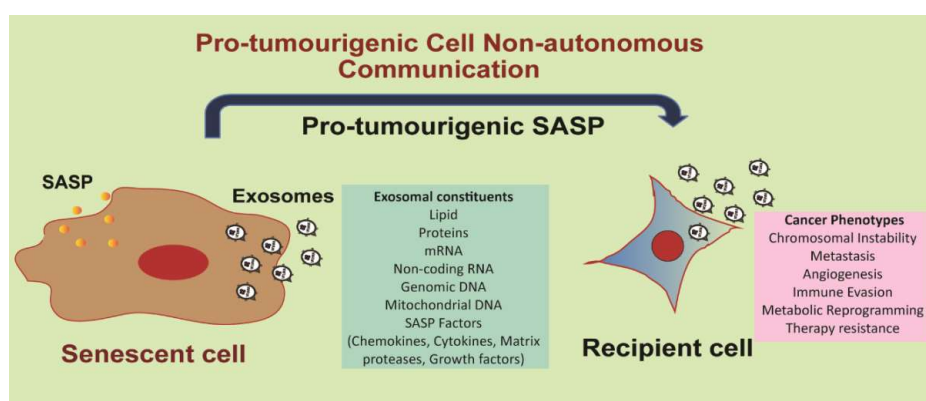 Pro-tumourigenic Cell Non-autonomous
Communication
Pro-tumourigenic SASP
SASP
Exosomes
Senescent cell
Exosomal constituents
Lipid
Proteins
mRNA
Non-coding RNA
Genomic DNA
Mitochondrial DNA
SASP Factors
(Chemokines, Cytokines, Matrix
proteases, Growth factors)
Recipient cell
Cancer Phenotypes
Chromosomal Instability
Metastasis
Angiogenesis
Immune Evasion
Metabolic Reprogramming
Therapy resistance